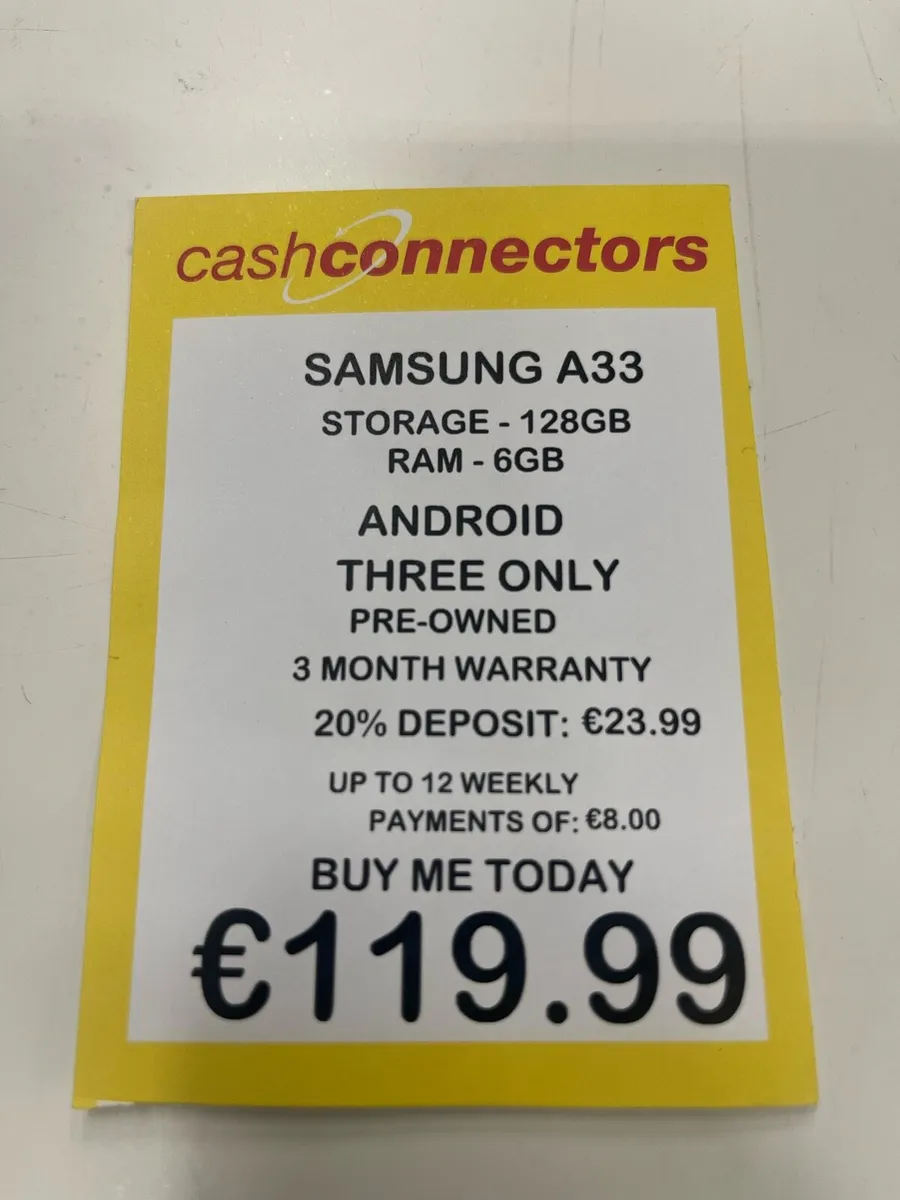 cashconnectors
SAMSUNG A33
STORAGE - 128GB
RAM - 6GB
ANDROID
THREE ONLY
PRE-OWNED
3 MONTH WARRANTY
20% DEPOSIT: €23.99
UP TO 12 WEEKLY
PAYMENTS OF: €8.00
BUY ME TODAY
€119.99